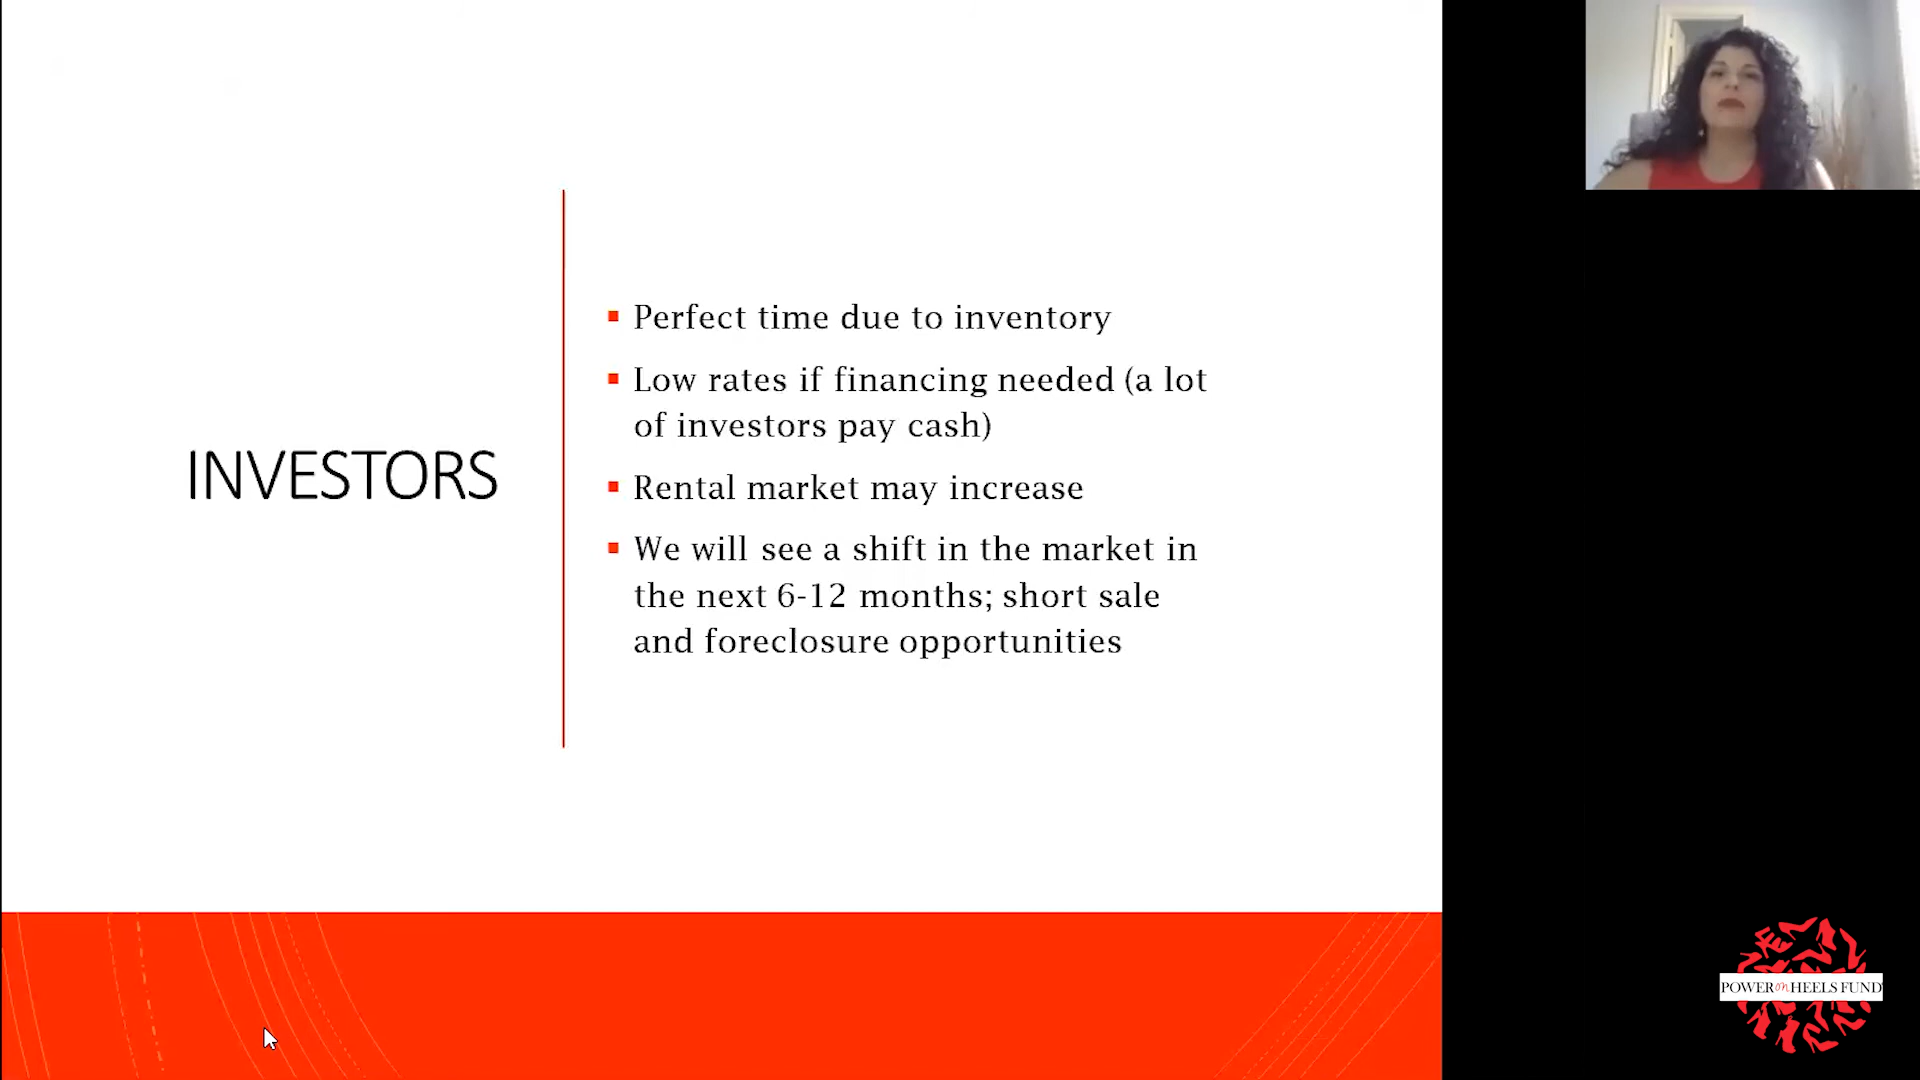 INVESTORS
Perfect time due to inventory
Low rates if financing needed (a lot
of investors pay cash)
Rental market may increase
We will see a shift in the market in
the next 6-12 months; short sale
and foreclosure opportunities
POWER on HEELS FUND